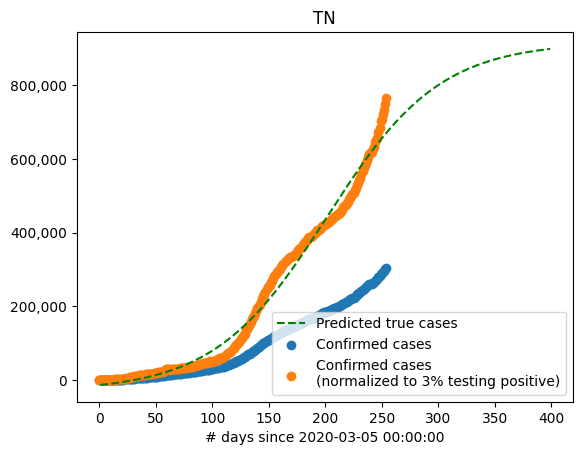 TN
800,000
600,000
400,000
200,000
0
Predicted true cases
Confirmed cases
Confirmed cases
(normalized to 3% testing positive)
0 50 100 150 200 250 300 350 400
# days since 2020-03-05 00:00:00